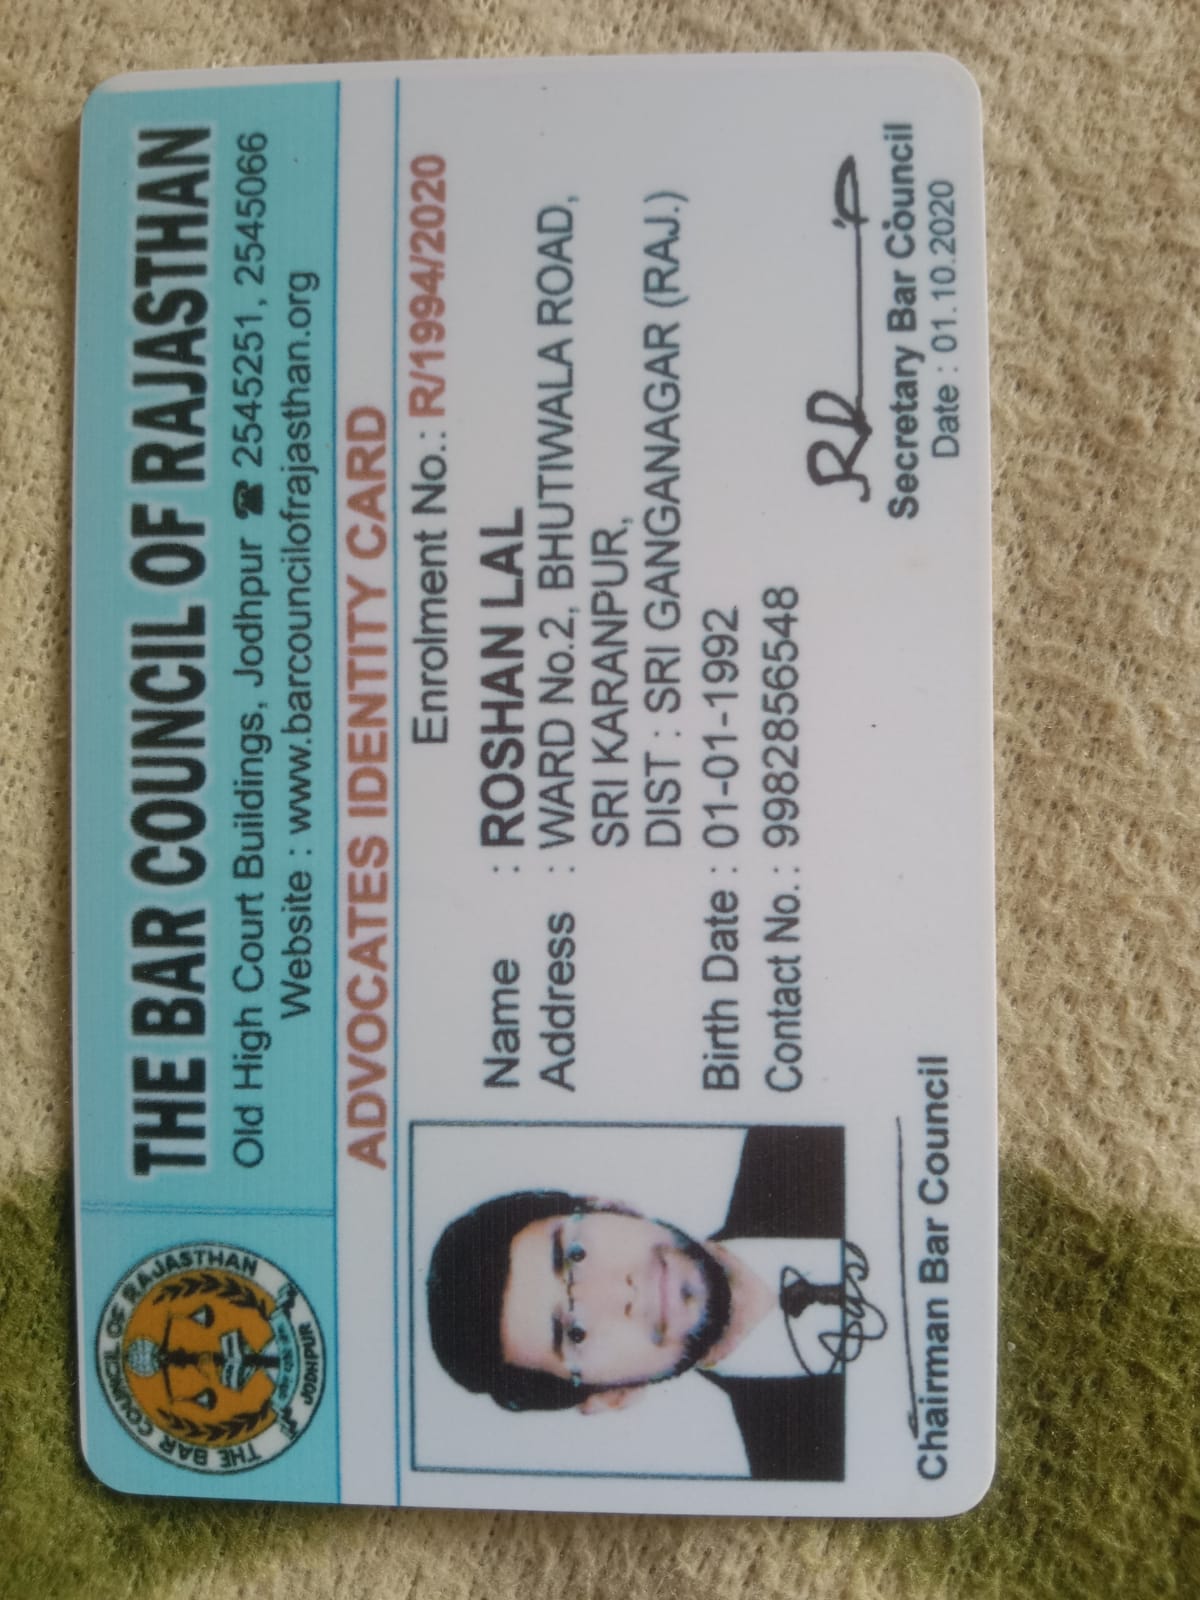 THE BAR COUNCIL OF RAJASTHAN
JODHPUR
THE BAR COUNCIL OF RAJASTHAN
Old High Court Buildings, Jodhpur ☎ 2545251, 2545066
Website : www.barcouncilofrajasthan.org
ADVOCATES IDENTITY CARD
Enrolment No.: R/1994/2020
Name : ROSHAN LAL
Address : WARD No.2, BHUTIWALA ROAD,
SRI KARANPUR,
DIST : SRI GANGANAGAR (RAJ.)
Birth Date : 01-01-1992
Contact No. : 9982856548
Chairman Bar Council
Secretary Bar Council
Date : 01.10.2020